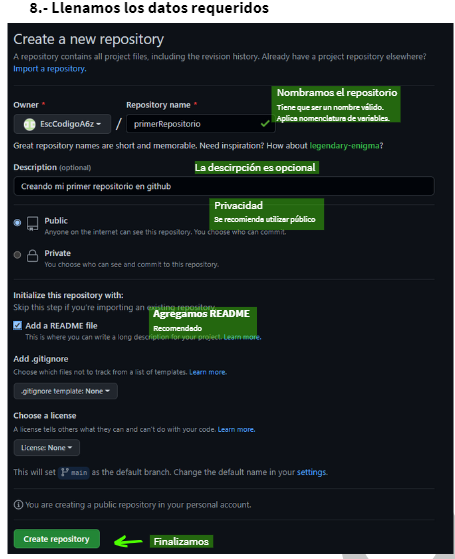 8.- Llenamos los datos requeridos
Create a new repository
A repository contains all project files, including the revision history. Already have a project repository elsewhere?
Import a repository.
Nombramos el repositorio
Tiene que ser un nombre válido.
Aplica nomenclatura de variables.
Owner *
Repository name *
EscCodigoA6z
/
primerRepositorio
Great repository names are short and memorable. Need inspiration? How about legendary-enigma?
Description (optional)
La descirpción es opcional
Creando mi primer repositorio en github
Privacidad
Se recomienda utilizar público
Public
Anyone on the internet can see this repository. You choose who can commit.
Private
You choose who can see and commit to this repository.
Initialize this repository with:
Skip this step if you're importing an existing repository.
Agregamos README
Recomendado
Add a README file
This is where you can write a long description for your project. Learn more.
Add .gitignore
Choose which files not to track from a list of templates. Learn more.
.gitignore template: None
Choose a license
A license tells others what they can and can't do with your code. Learn more.
License: None
This will set main as the default branch. Change the default name in your settings.
You are creating a public repository in your personal account.
Create repository
Finalizamos